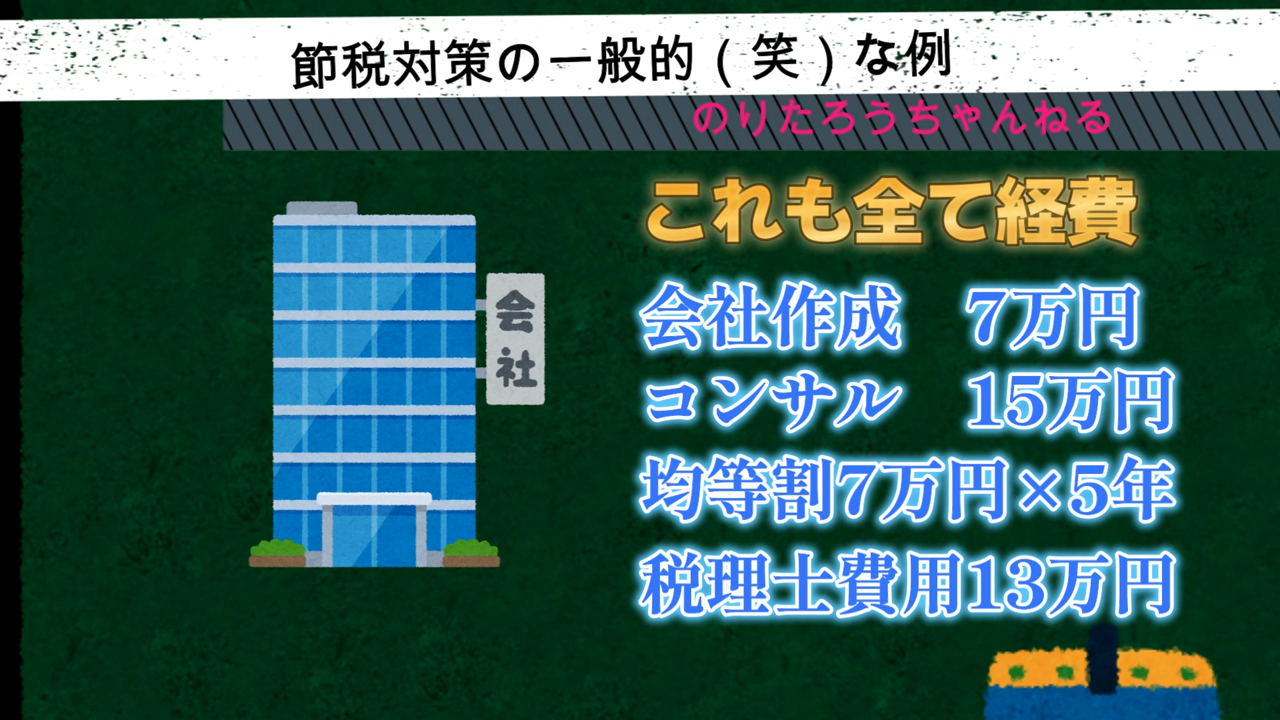 節税対策の一般的(笑)な例
のりたろうちゃんねる
これも全て経費
会社
会社作成　7万円
コンサル　15万円
均等割7万円×5年
税理士費用13万円